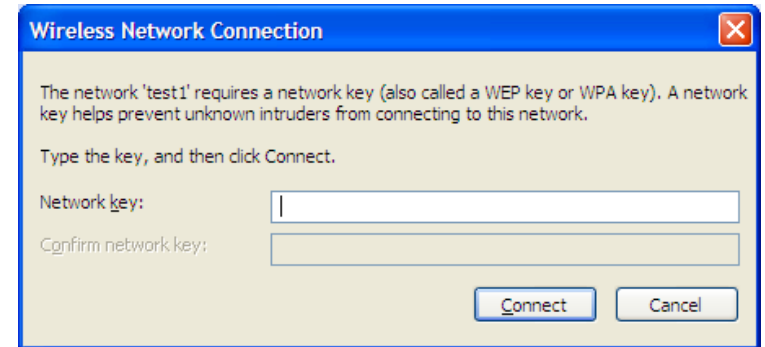 Wireless Network Connection
The network 'test1' requires a network key (also called a WEP key or WPA key). A network
key helps prevent unknown intruders from connecting to this network.
Type the key, and then click Connect.
Network key:
Confirm network key:
Connect Cancel